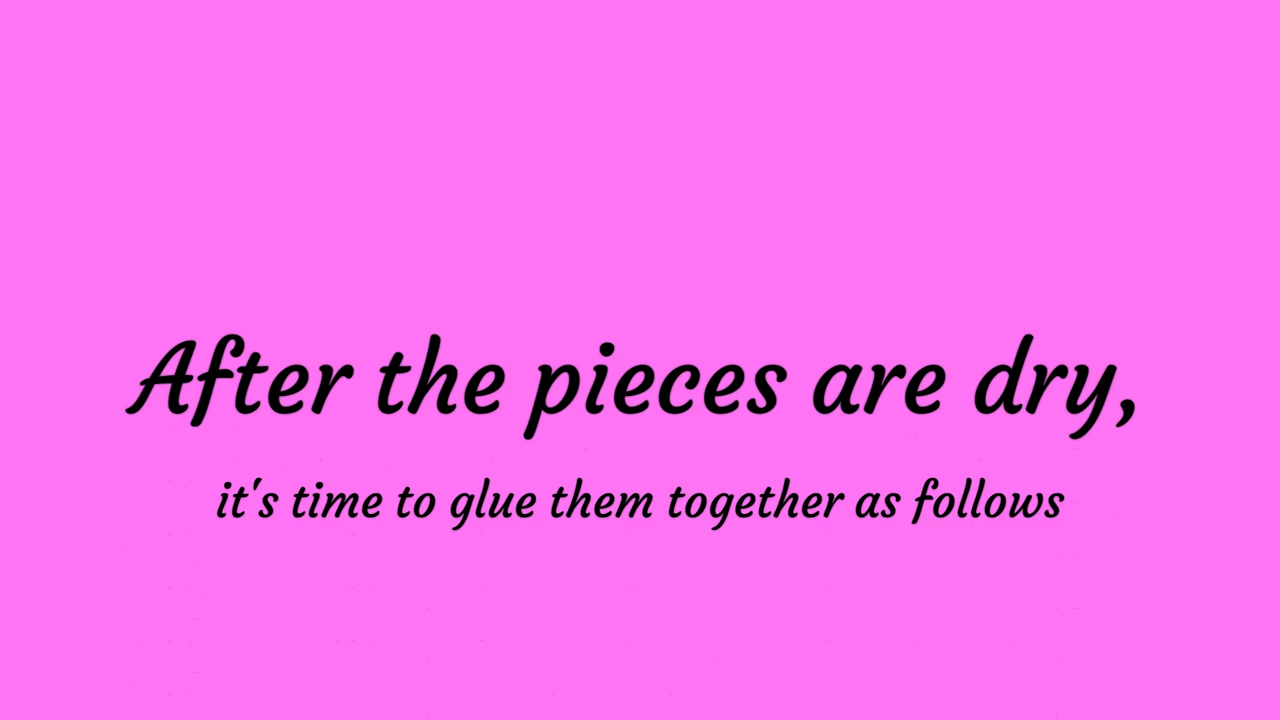 After the pieces are dry,
it's time to glue them together as follows